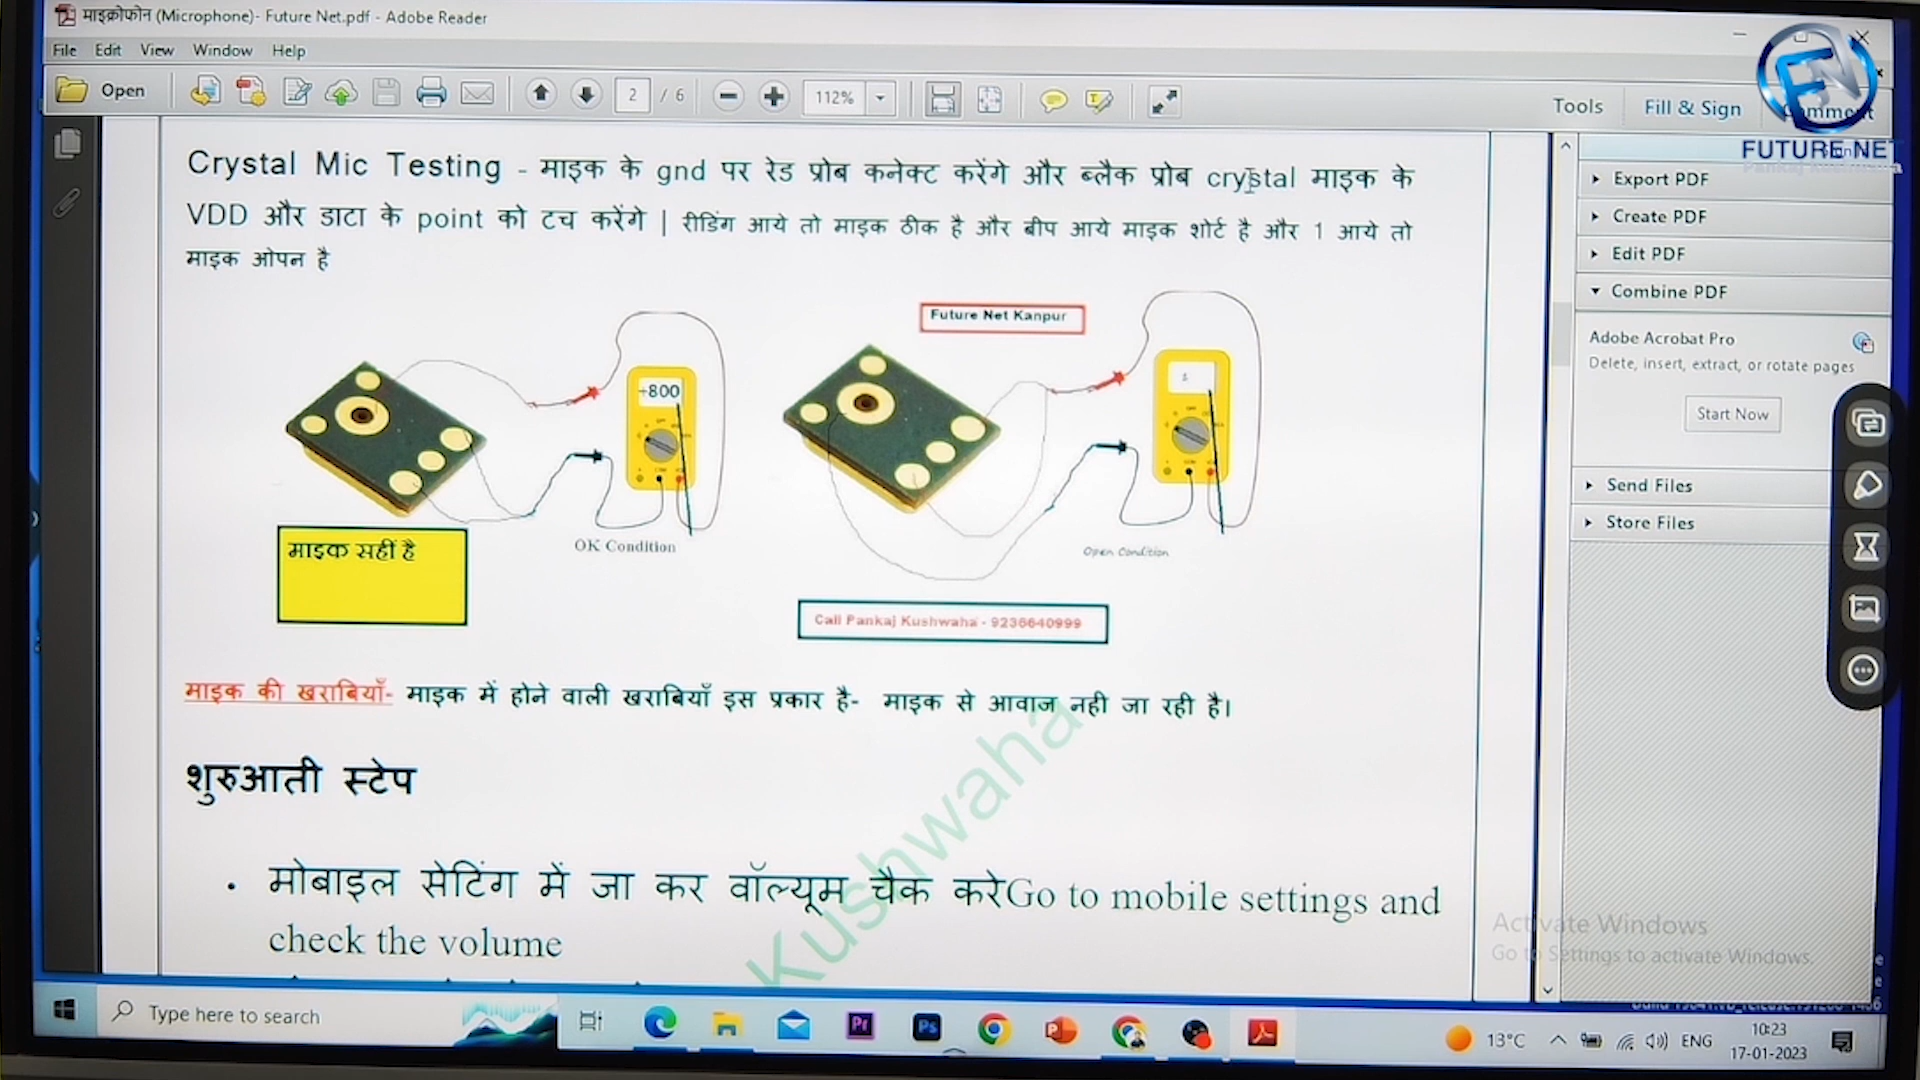 माइक्रोफोन (Microphone)- Future Net.pdf - Adobe Reader
File Edit View Window Help
Open 2 / 6 112% Tools Fill & Sign Comment
FUTURE NET
Crystal Mic Testing - माइक के gnd पर रेड प्रोब कनेक्ट करेंगे और ब्लैक प्रोब crystal माइक के
VDD और डाटा के point को टच करेंगे | रीडिंग आये तो माइक ठीक है और बीप आये माइक शोर्ट है और 1 आये तो
माइक ओपन है
Future Net Kanpur
+800
1
माइक सहीं है
OK Condition
Open Condition
Call Pankaj Kushwaha - 9236640999
माइक की खराबियाँ- माइक में होने वाली खराबियाँ इस प्रकार है- माइक से आवाज नही जा रही है।
शुरुआती स्टेप
• मोबाइल सेटिंग में जा कर वॉल्यूम चैक करेGo to mobile settings and
check the volume
Kushwaha
Export PDF
Create PDF
Edit PDF
Combine PDF
Adobe Acrobat Pro
Delete, insert, extract, or rotate pages
Start Now
Send Files
Store Files
Activate Windows
Go to Settings to activate Windows.
Type here to search
Pr
Ps
13°C
ENG
10:23
17-01-2023